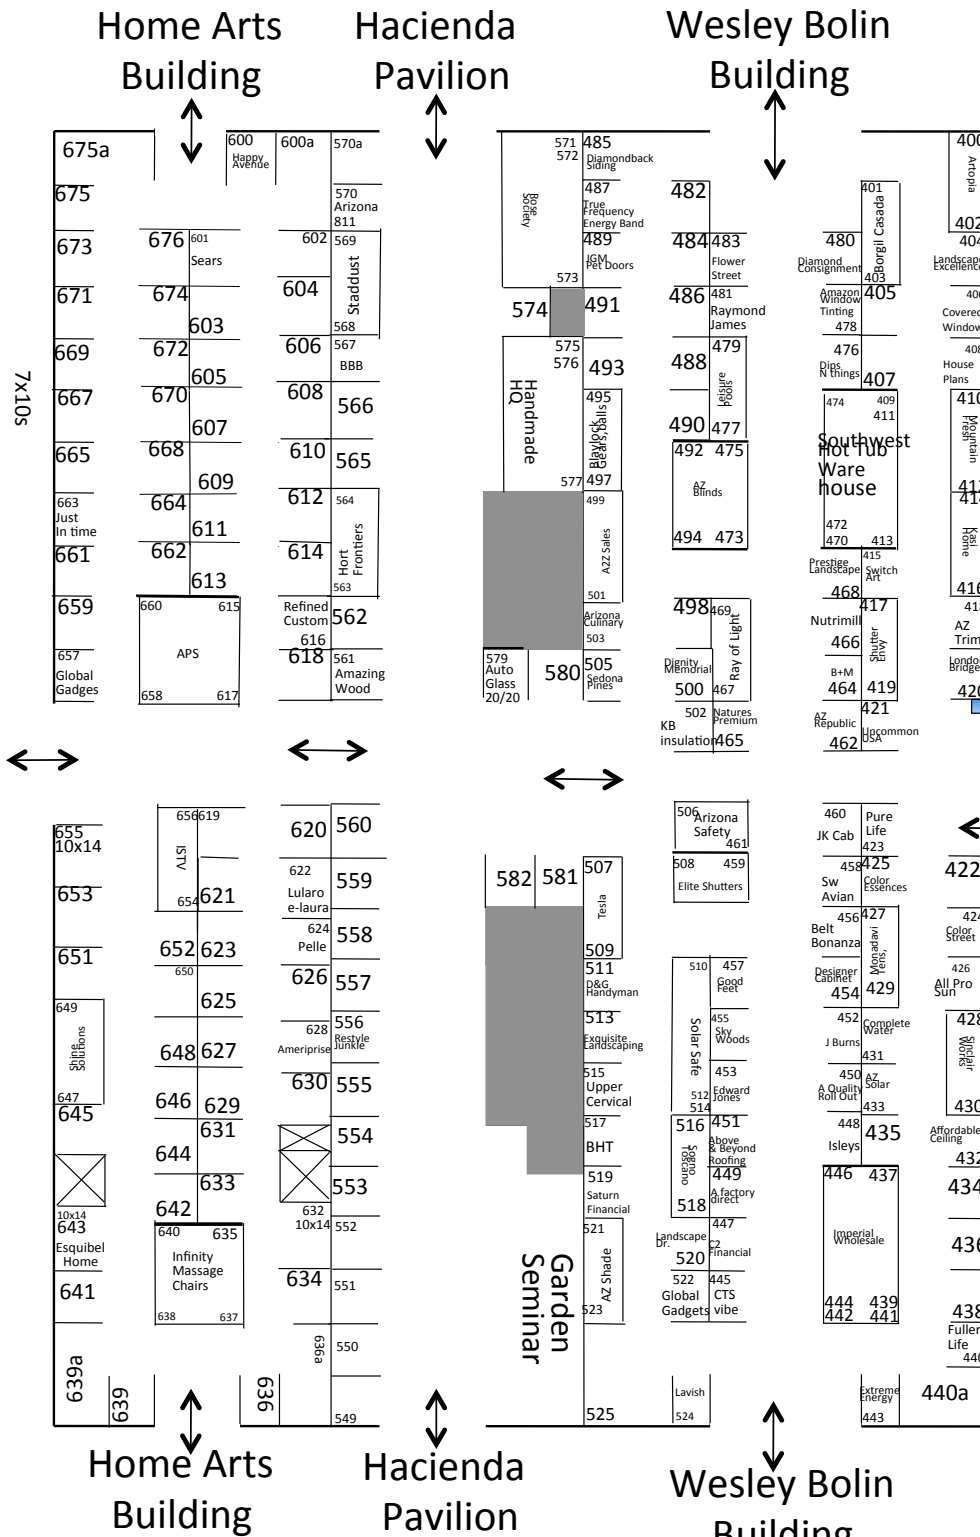 Home Arts
Building
Hacienda
Pavilion
Wesley Bolin
Building
675a
600
Happy
Avenue
600a
570a
571
572
485
Diamondback
Siding
400
Artopia
402
675
570
Arizona
811
Rose
Society
487
True
Frequency
Energy Band
482
401
Borgil Casada
403
673
676
601
Sears
602
569
Staddust
568
489
JGM
Pet Doors
573
484
483
Flower
Street
480
Diamond
Consignment
404
Landscape
Excellence
671
674
603
604
574
491
486
481
Raymond
James
Amazon
Window
Tinting
478
405
406
Covered
Window
669
672
605
606
567
BBB
575
576
493
488
479
Leisure
Pools
477
476
Dips
N things
407
408
House
Plans
7x10s
667
670
607
608
566
Handmade
HQ
577
495
Blaylock
Gears,balls
497
490
474
409
411
Southwest
Hot Tub
Ware
house
472
470
413
410
Mountain
Fresh
412
665
668
609
610
565
492
475
AZ
Blinds
494
473
414
Kasi
Home
416
663
Just
In time
664
611
612
564
Hort
Frontiers
563
499
A2Z Sales
501
661
662
613
614
Prestige
Landscape
468
415
Switch
Art
659
660
615
APS
658
617
Refined
Custom
616
562
Arizona
Culinary
503
498
469
Ray of Light
467
Nutrimill
466
417
Shutter
Envy
419
418
AZ
Trim
657
Global
Gadges
618
561
Amazing
Wood
579
Auto
Glass
20/20
580
505
Sedona
Pines
Dignity
Memorial
500
B+M
464
London
Bridge
420
502
KB
insulation
Natures
Premium
465
AZ
Republic
462
421
Uncommon
USA
655
10x14
656
619
ISTV
654
621
620
560
506
Arizona
Safety
461
460
JK Cab
Pure
Life
423
653
622
Lularo
e-laura
559
582
581
507
Tesla
509
508
459
Elite Shutters
458
Sw
Avian
425
Color
Essences
422
651
652
623
624
Pelle
558
456
Belt
Bonanza
427
Monadavi
Tens,
429
424
Color
Street
650
625
626
557
511
D&G
Handyman
510
Solar Safe
512
514
457
Good
Feet
Designer
Cabinet
454
426
All Pro
Sun
649
Shine
Solutions
647
648
627
628
Ameriprise
556
Restyle
Junkie
513
Exquisite
Landscaping
455
Sky
Woods
452
J Burns
Complete
Water
431
428
Sinclair
Works
430
646
629
630
555
515
Upper
Cervical
453
Edward
Jones
450
A Quality
Roll Out
AZ
Solar
433
645
644
631
554
517
BHT
516
Sogno
Toscano
518
451
Above
& Beyond
Roofing
448
Isleys
435
Affordable
Ceiling
432
10x14
643
Esquibel
Home
642
633
632
10x14
553
519
Saturn
Financial
449
A factory
direct
446
437
Imperial
Wholesale
444
442
439
441
434
640
635
Infinity
Massage
Chairs
638
637
552
Garden
Seminar
521
AZ Shade
523
Landscape
Dr.
520
447
C2
Financial
436
641
634
551
522
Global
Gadgets
445
CTS
vibe
438
Fuller
Life
440
639a
639
636
636a
550
549
525
Lavish
524
Extreme
Energy
443
440a
Home Arts
Building
Hacienda
Pavilion
Wesley Bolin
Building